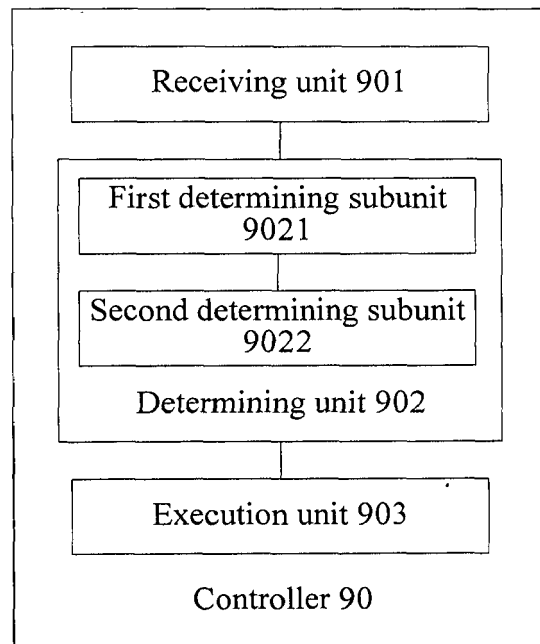 Receiving unit 901
First determining subunit
9021
Second determining subunit
9022
Determining unit 902
Execution unit 903
Controller 90